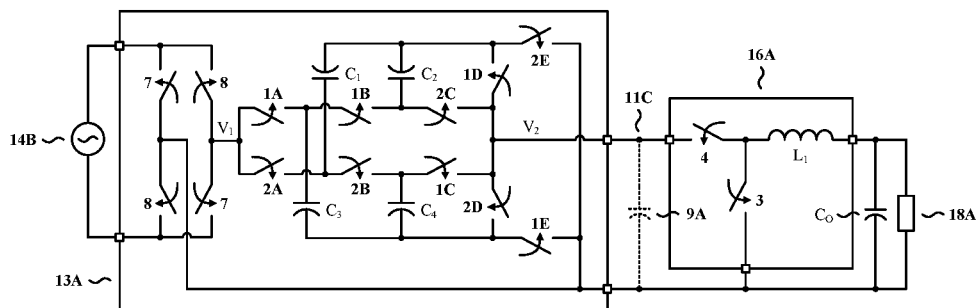 16A
2E
7
8
C₁
C₂
1D
1A
1B
2C
11C
14B
V₁
V₂
4
L₁
2A
2B
1C
3
8
7
C₃
C₄
2D
9A
C_O
18A
1E
13A